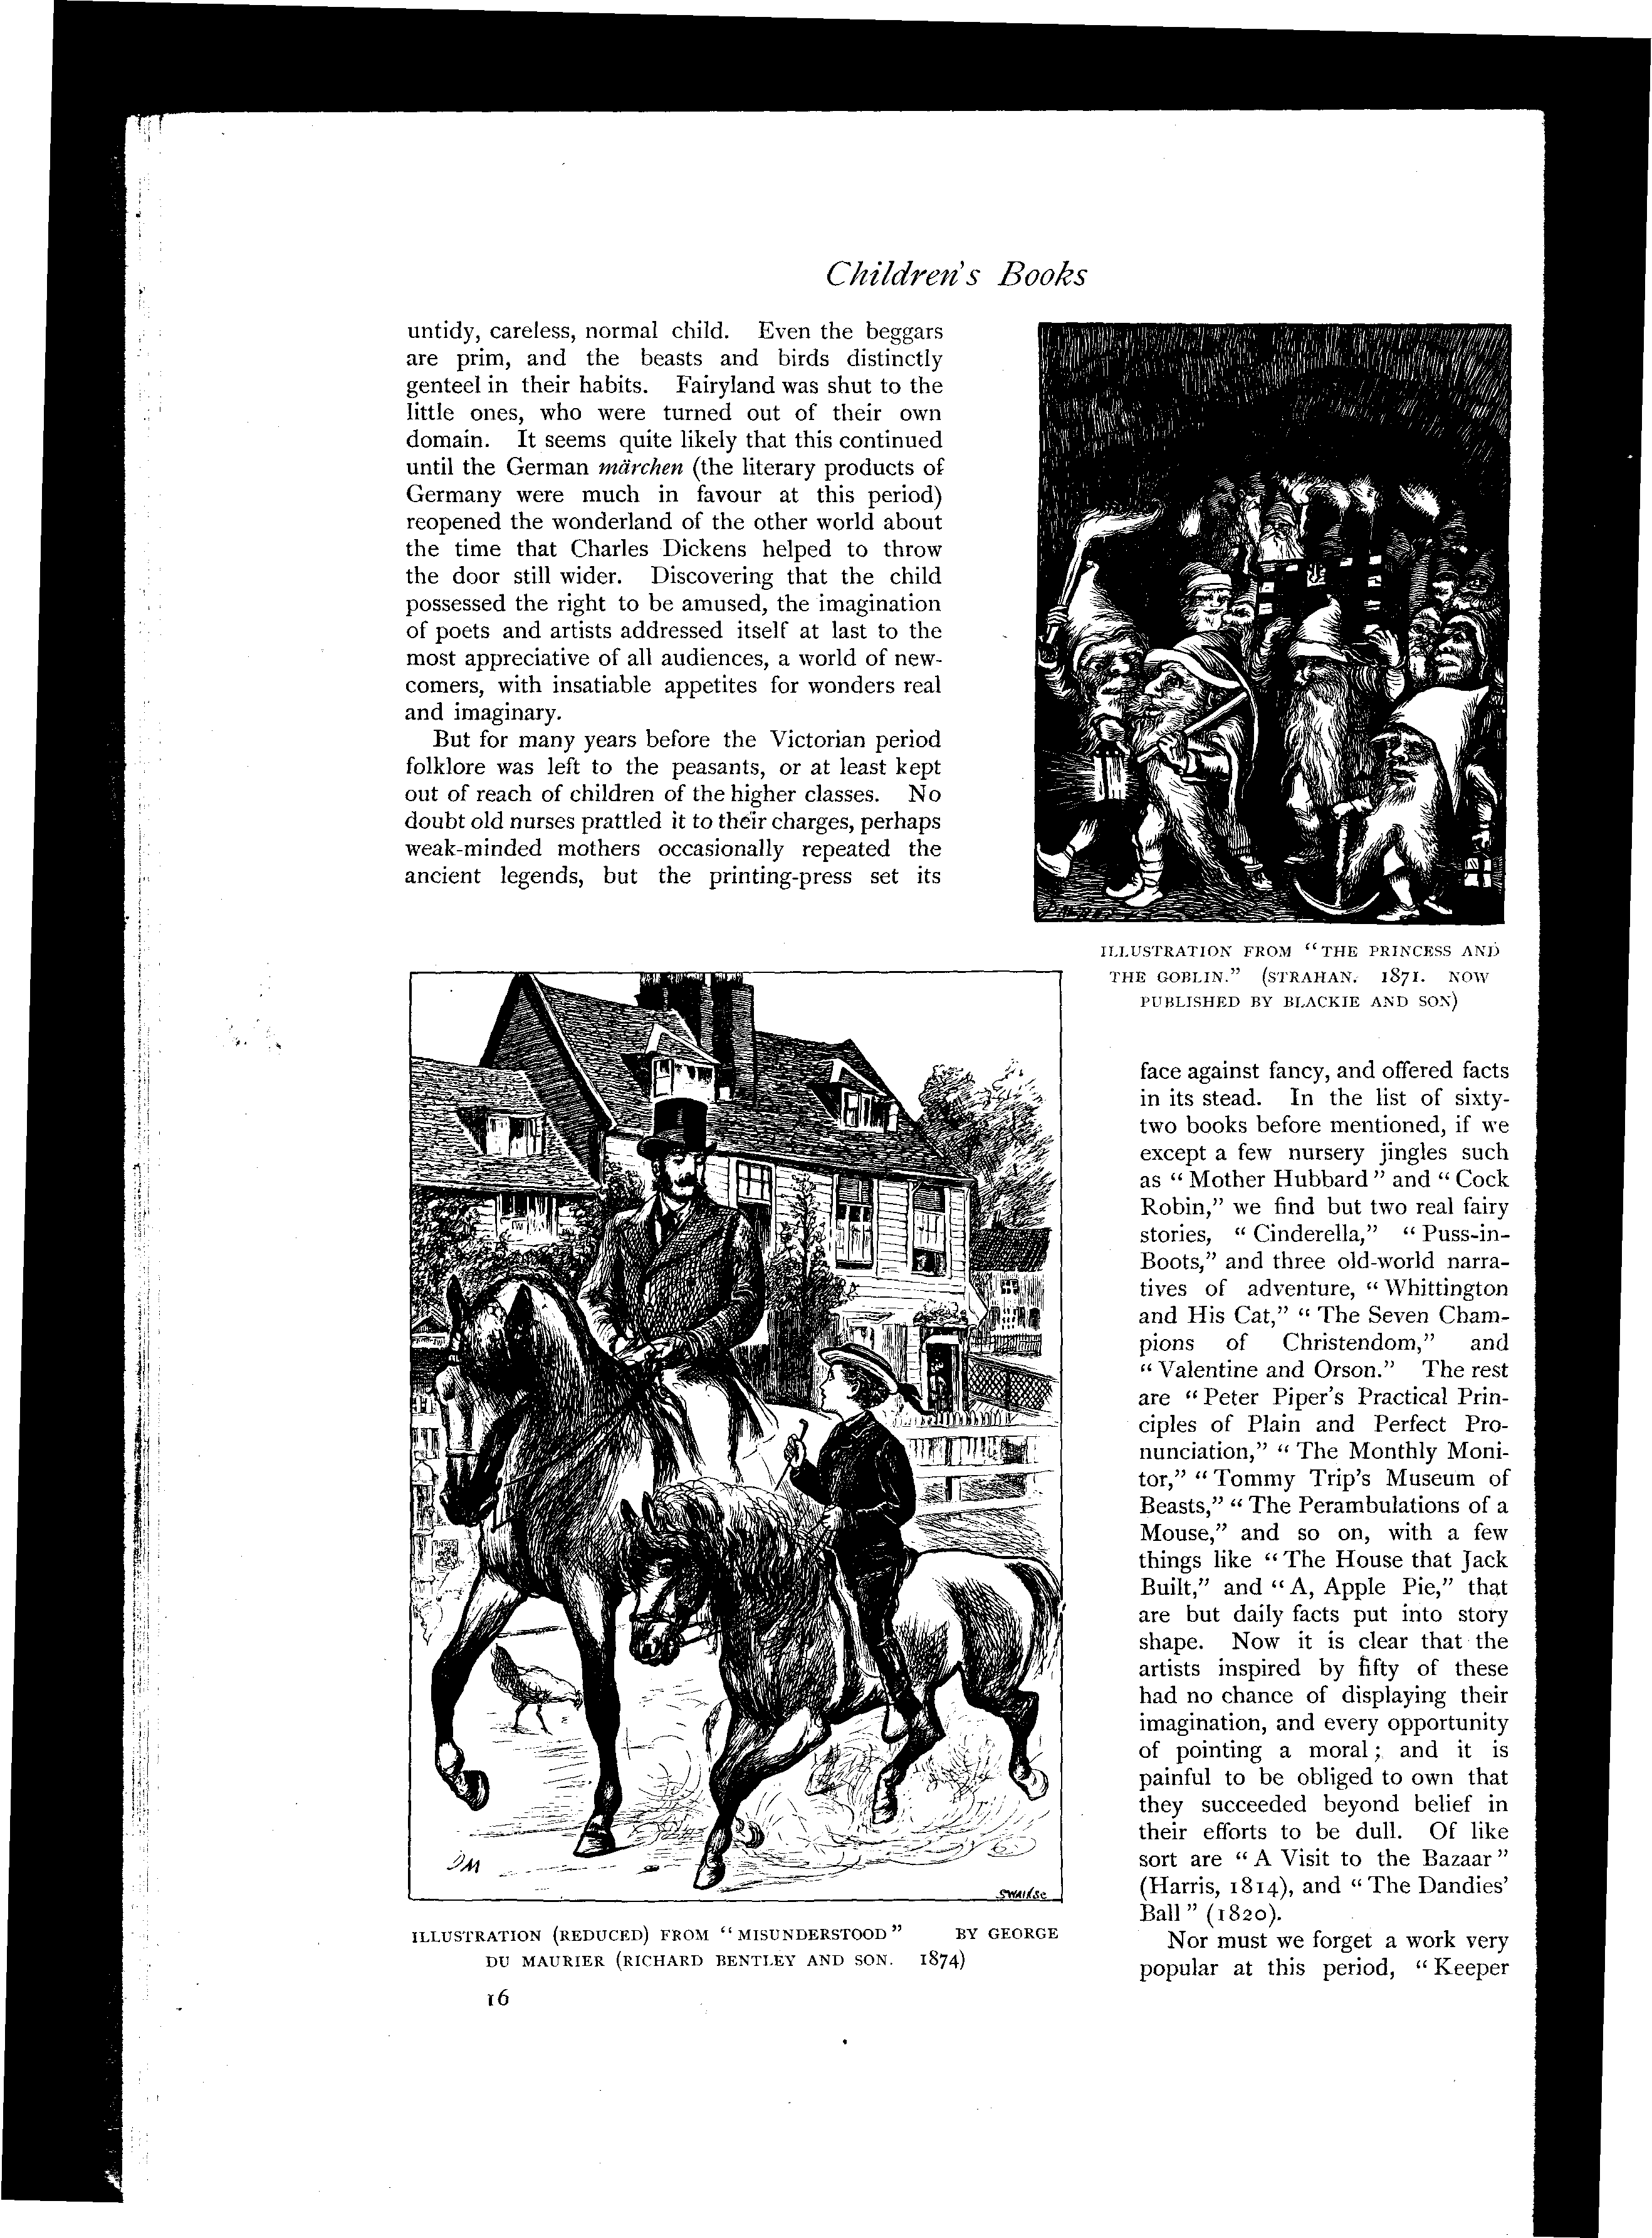 Children's Books
untidy, careless, normal child. Even the beggars
are prim, and the beasts and birds distinctly
genteel in their habits. Fairyland was shut to the
little ones, who were turned out of their own
domain. It seems quite likely that this continued
until the German märchen (the literary products of
Germany were much in favour at this period)
reopened the wonderland of the other world about
the time that Charles Dickens helped to throw
the door still wider. Discovering that the child
possessed the right to be amused, the imagination
of poets and artists addressed itself at last to the
most appreciative of all audiences, a world of new-
comers, with insatiable appetites for wonders real
and imaginary.
But for many years before the Victorian period
folklore was left to the peasants, or at least kept
out of reach of children of the higher classes. No
doubt old nurses prattled it to their charges, perhaps
weak-minded mothers occasionally repeated the
ancient legends, but the printing-press set its
ILLUSTRATION FROM “THE PRINCESS AND
THE GOBLIN.” (STRAHAN. 1871. NOW
PUBLISHED BY BLACKIE AND SON)
face against fancy, and offered facts
in its stead. In the list of sixty-
two books before mentioned, if we
except a few nursery jingles such
as “Mother Hubbard” and “Cock
Robin,” we find but two real fairy
stories, “Cinderella,” “Puss-in-
Boots,” and three old-world narra-
tives of adventure, “Whittington
and His Cat,” “The Seven Cham-
pions of Christendom,” and
“Valentine and Orson.” The rest
are “Peter Piper's Practical Prin-
ciples of Plain and Perfect Pro-
nunciation,” “The Monthly Moni-
tor,” “Tommy Trip's Museum of
Beasts,” “The Perambulations of a
Mouse,” and so on, with a few
things like “The House that Jack
Built,” and “A, Apple Pie,” that
are but daily facts put into story
shape. Now it is clear that the
artists inspired by fifty of these
had no chance of displaying their
imagination, and every opportunity
of pointing a moral; and it is
painful to be obliged to own that
they succeeded beyond belief in
their efforts to be dull. Of like
sort are “A Visit to the Bazaar”
(Harris, 1814), and “The Dandies'
Ball” (1820).
Nor must we forget a work very
popular at this period, “Keeper
DM
SWAIN SC
ILLUSTRATION (REDUCED) FROM “MISUNDERSTOOD” BY GEORGE
DU MAURIER (RICHARD BENTLEY AND SON. 1874)
16